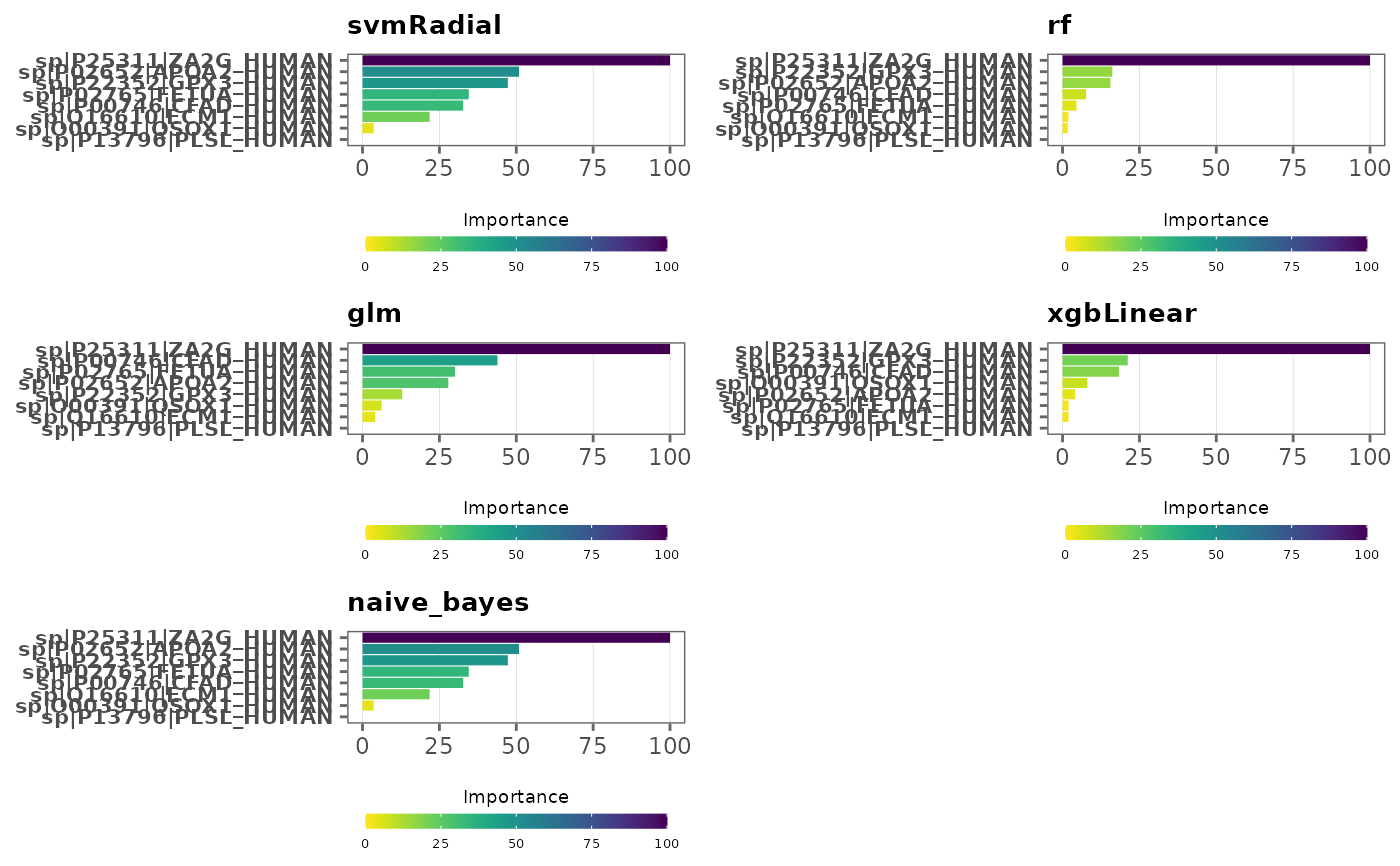 svmRadial
sp|P25311|ZA2G_HUMAN
sp|P02652|APOA2_HUMAN
sp|P22352|GPX3_HUMAN
sp|P02765|FETUA_HUMAN
sp|P00746|CFAD_HUMAN
sp|Q16610|ECM1_HUMAN
sp|O00391|QSOX1_HUMAN
sp|P13796|PLSL_HUMAN
0 25 50 75 100
Importance
0 25 50 75 100
rf
sp|P25311|ZA2G_HUMAN
sp|P22352|GPX3_HUMAN
sp|P02652|APOA2_HUMAN
sp|P00746|CFAD_HUMAN
sp|P02765|FETUA_HUMAN
sp|Q16610|ECM1_HUMAN
sp|O00391|QSOX1_HUMAN
sp|P13796|PLSL_HUMAN
0 25 50 75 100
Importance
0 25 50 75 100
glm
sp|P25311|ZA2G_HUMAN
sp|P00746|CFAD_HUMAN
sp|P02765|FETUA_HUMAN
sp|P02652|APOA2_HUMAN
sp|P22352|GPX3_HUMAN
sp|O00391|QSOX1_HUMAN
sp|Q16610|ECM1_HUMAN
sp|P13796|PLSL_HUMAN
0 25 50 75 100
Importance
0 25 50 75 100
xgbLinear
sp|P25311|ZA2G_HUMAN
sp|P22352|GPX3_HUMAN
sp|P00746|CFAD_HUMAN
sp|O00391|QSOX1_HUMAN
sp|P02652|APOA2_HUMAN
sp|P02765|FETUA_HUMAN
sp|Q16610|ECM1_HUMAN
sp|P13796|PLSL_HUMAN
0 25 50 75 100
Importance
0 25 50 75 100
naive_bayes
sp|P25311|ZA2G_HUMAN
sp|P02652|APOA2_HUMAN
sp|P22352|GPX3_HUMAN
sp|P02765|FETUA_HUMAN
sp|P00746|CFAD_HUMAN
sp|Q16610|ECM1_HUMAN
sp|O00391|QSOX1_HUMAN
sp|P13796|PLSL_HUMAN
0 25 50 75 100
Importance
0 25 50 75 100